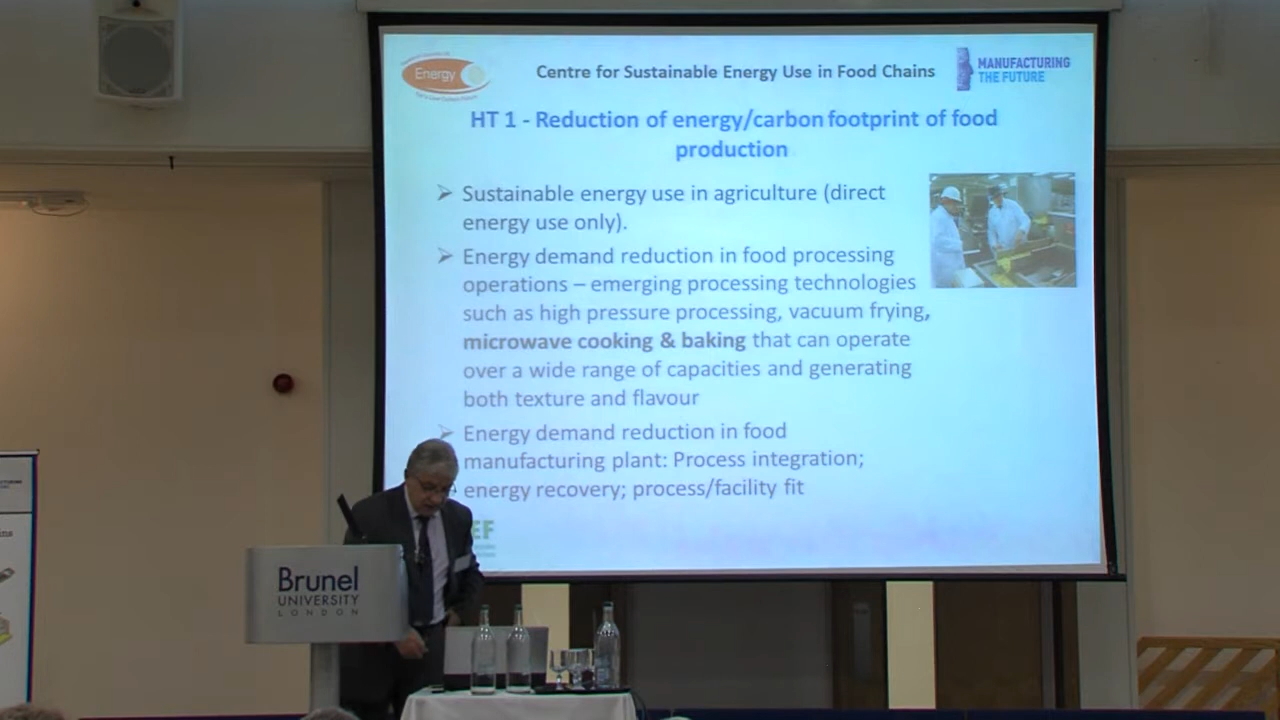 Energy
Centre for Sustainable Energy Use in Food Chains
MANUFACTURING
THE FUTURE
HT 1 - Reduction of energy/carbon footprint of food
production
Sustainable energy use in agriculture (direct
energy use only).
Energy demand reduction in food processing
operations – emerging processing technologies
such as high pressure processing, vacuum frying,
microwave cooking & baking that can operate
over a wide range of capacities and generating
both texture and flavour
Energy demand reduction in food
manufacturing plant: Process integration;
energy recovery; process/facility fit
EF
Brunel
UNIVERSITY
LONDON